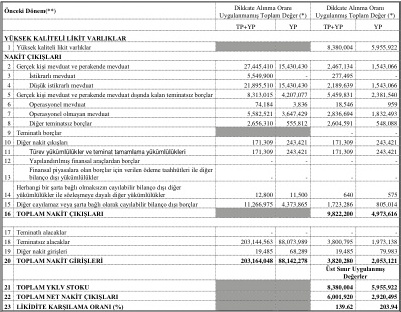 Önceki Dönem(**)
Dikkate Alınma Oranı Uygulanmamış Toplam Değer (*)
Dikkate Alınma Oranı Uygulanmış Toplam Değer (*)
TP+YP YP TP+YP YP
YÜKSEK KALİTELİ LİKİT VARLIKLAR
1 Yüksek kaliteli likit varlıklar 8,380,004 5,955,922
NAKİT ÇIKIŞLARI
2 Gerçek kişi mevduat ve perakende mevduat 27,445,410 15,430,430 2,467,134 1,543,066
3 İstikrarlı mevduat 5,549,900 - 277,495 -
4 Düşük istikrarlı mevduat 21,895,510 15,430,430 2,189,639 1,543,066
5 Gerçek kişi mevduat ve perakende mevduat dışında kalan teminatsız borçlar 8,313,015 4,207,077 5,459,831 2,381,540
6 Operasyonel mevduat 74,184 3,836 18,546 959
7 Operasyonel olmayan mevduat 5,582,521 3,647,429 2,836,694 1,832,493
8 Diğer teminatsız borçlar 2,656,310 555,812 2,604,591 548,088
9 Teminatlı borçlar - -
10 Diğer nakit çıkışları 171,309 243,421 171,309 243,421
11 Türev yükümlülükler ve teminat tamamlama yükümlülükleri 171,309 243,421 171,309 243,421
12 Yapılandırılmış finansal araçlardan borçlar - - - -
13 Finansal piyasalara olan borçlar için verilen ödeme taahhütleri ile diğer bilanço dışı yükümlülükler - - - -
14 Herhangi bir şarta bağlı olmaksızın cayılabilir bilanço dışı diğer yükümlülükler ile sözleşmeye dayalı diğer yükümlülükler 12,800 11,500 640 575
15 Diğer cayılamaz veya şarta bağlı olarak cayılabilir bilanço dışı borçlar 11,266,975 4,373,865 1,723,286 805,014
16 TOPLAM NAKİT ÇIKIŞLARI 9,822,200 4,973,616
17 Teminatlı alacaklar - - - -
18 Teminatsız alacaklar 203,144,563 88,073,989 3,800,795 1,973,138
19 Diğer nakit girişleri 19,485 68,289 19,485 79,983
20 TOPLAM NAKİT GİRİŞLERİ 203,164,048 88,142,278 3,820,280 2,053,121
Üst Sınır Uygulanmış Değerler
21 TOPLAM YKLV STOKU 8,380,004 5,955,922
22 TOPLAM NET NAKİT ÇIKIŞLARI 6,001,920 2,920,495
23 LİKİDİTE KARŞILAMA ORANI (%) 139.62 203.94